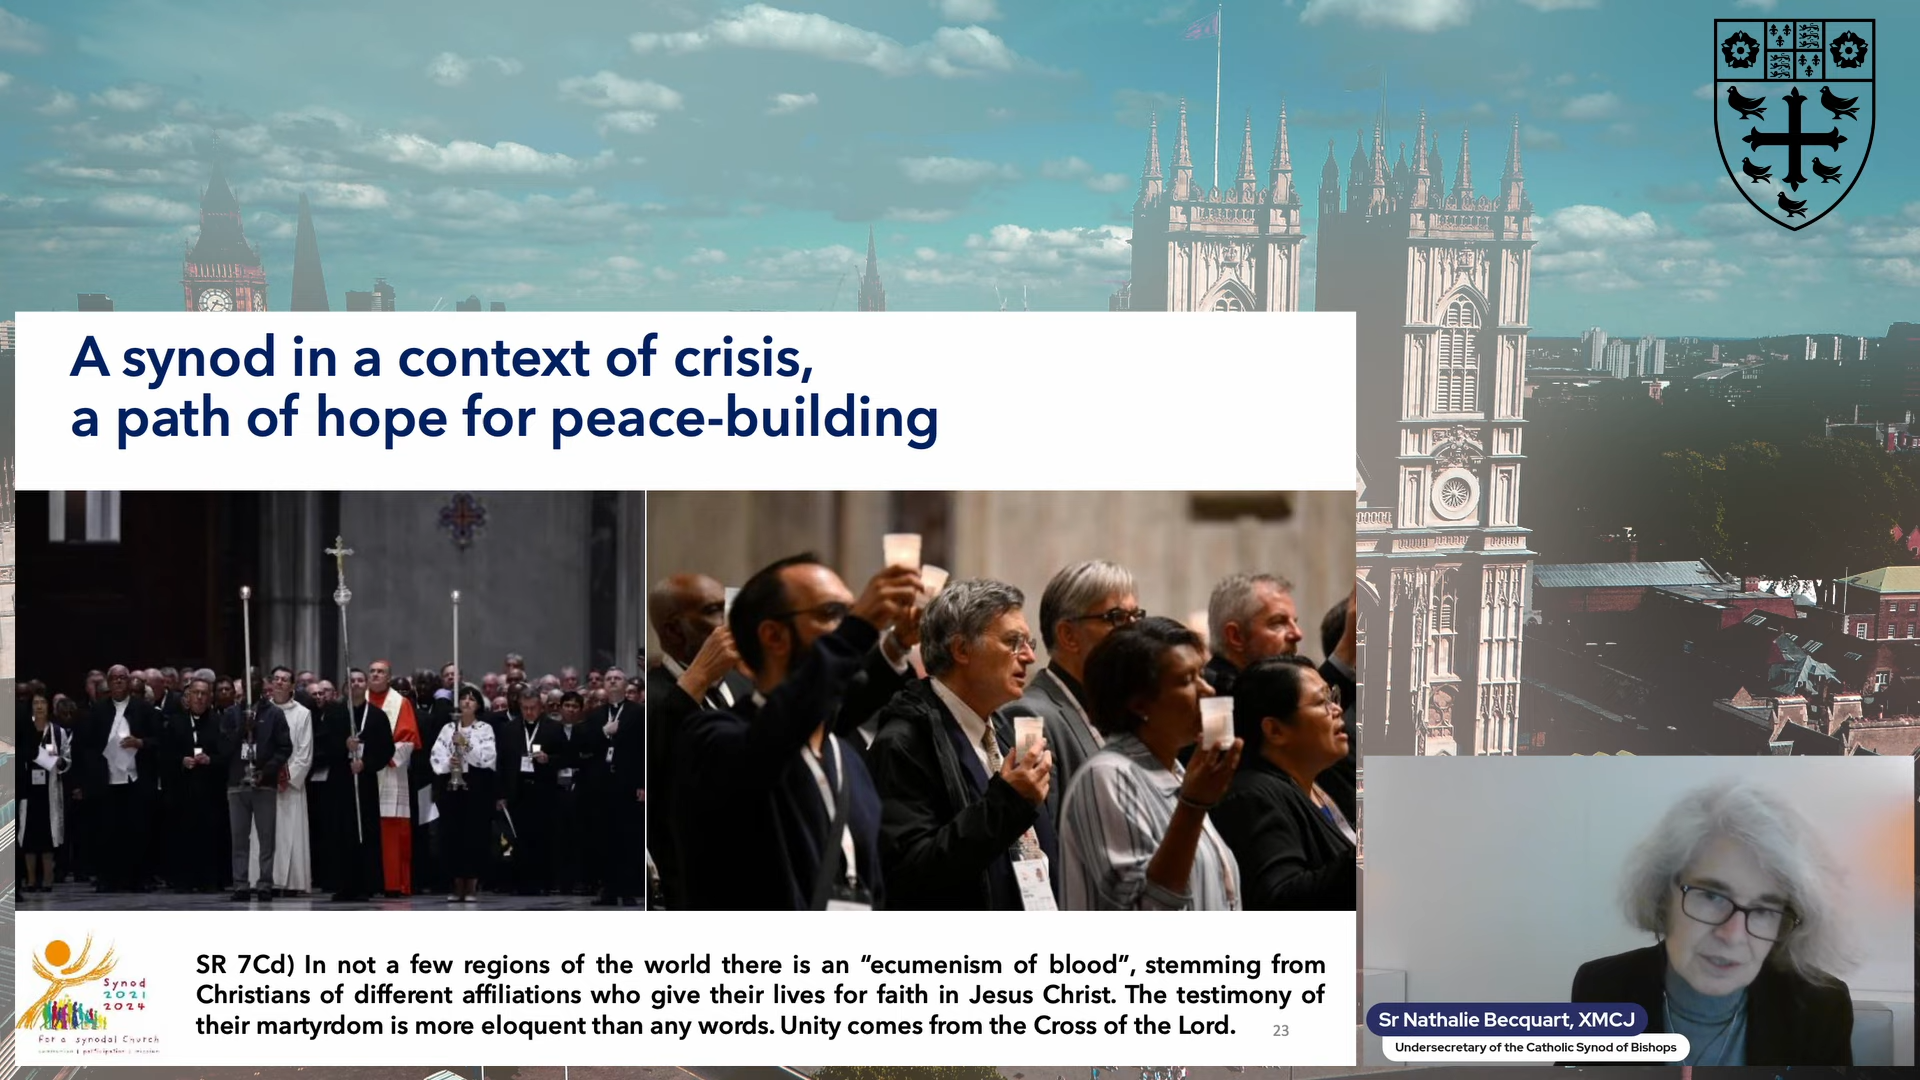 A synod in a context of crisis,
a path of hope for peace-building
Synod
2021
2024
For a synodal Church
communion | participation | mission
SR 7Cd) In not a few regions of the world there is an “ecumenism of blood”, stemming from
Christians of different affiliations who give their lives for faith in Jesus Christ. The testimony of
their martyrdom is more eloquent than any words. Unity comes from the Cross of the Lord.
23
Sr Nathalie Becquart, XMCJ
Undersecretary of the Catholic Synod of Bishops